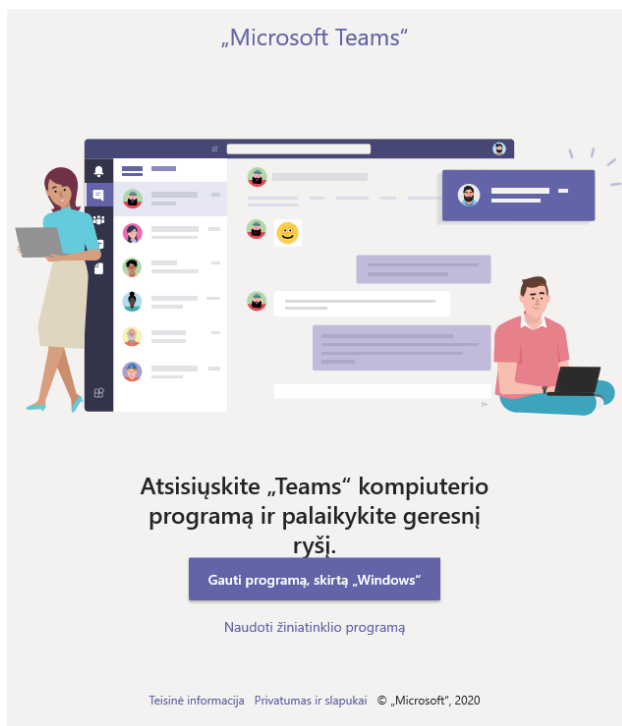 „Microsoft Teams“
Atsisiųskite „Teams“ kompiuterio
programą ir palaikykite geresnį
ryšį.
Gauti programą, skirtą „Windows“
Naudoti žiniatinklio programą
Teisinė informacija Privatumas ir slapukai © „Microsoft“, 2020